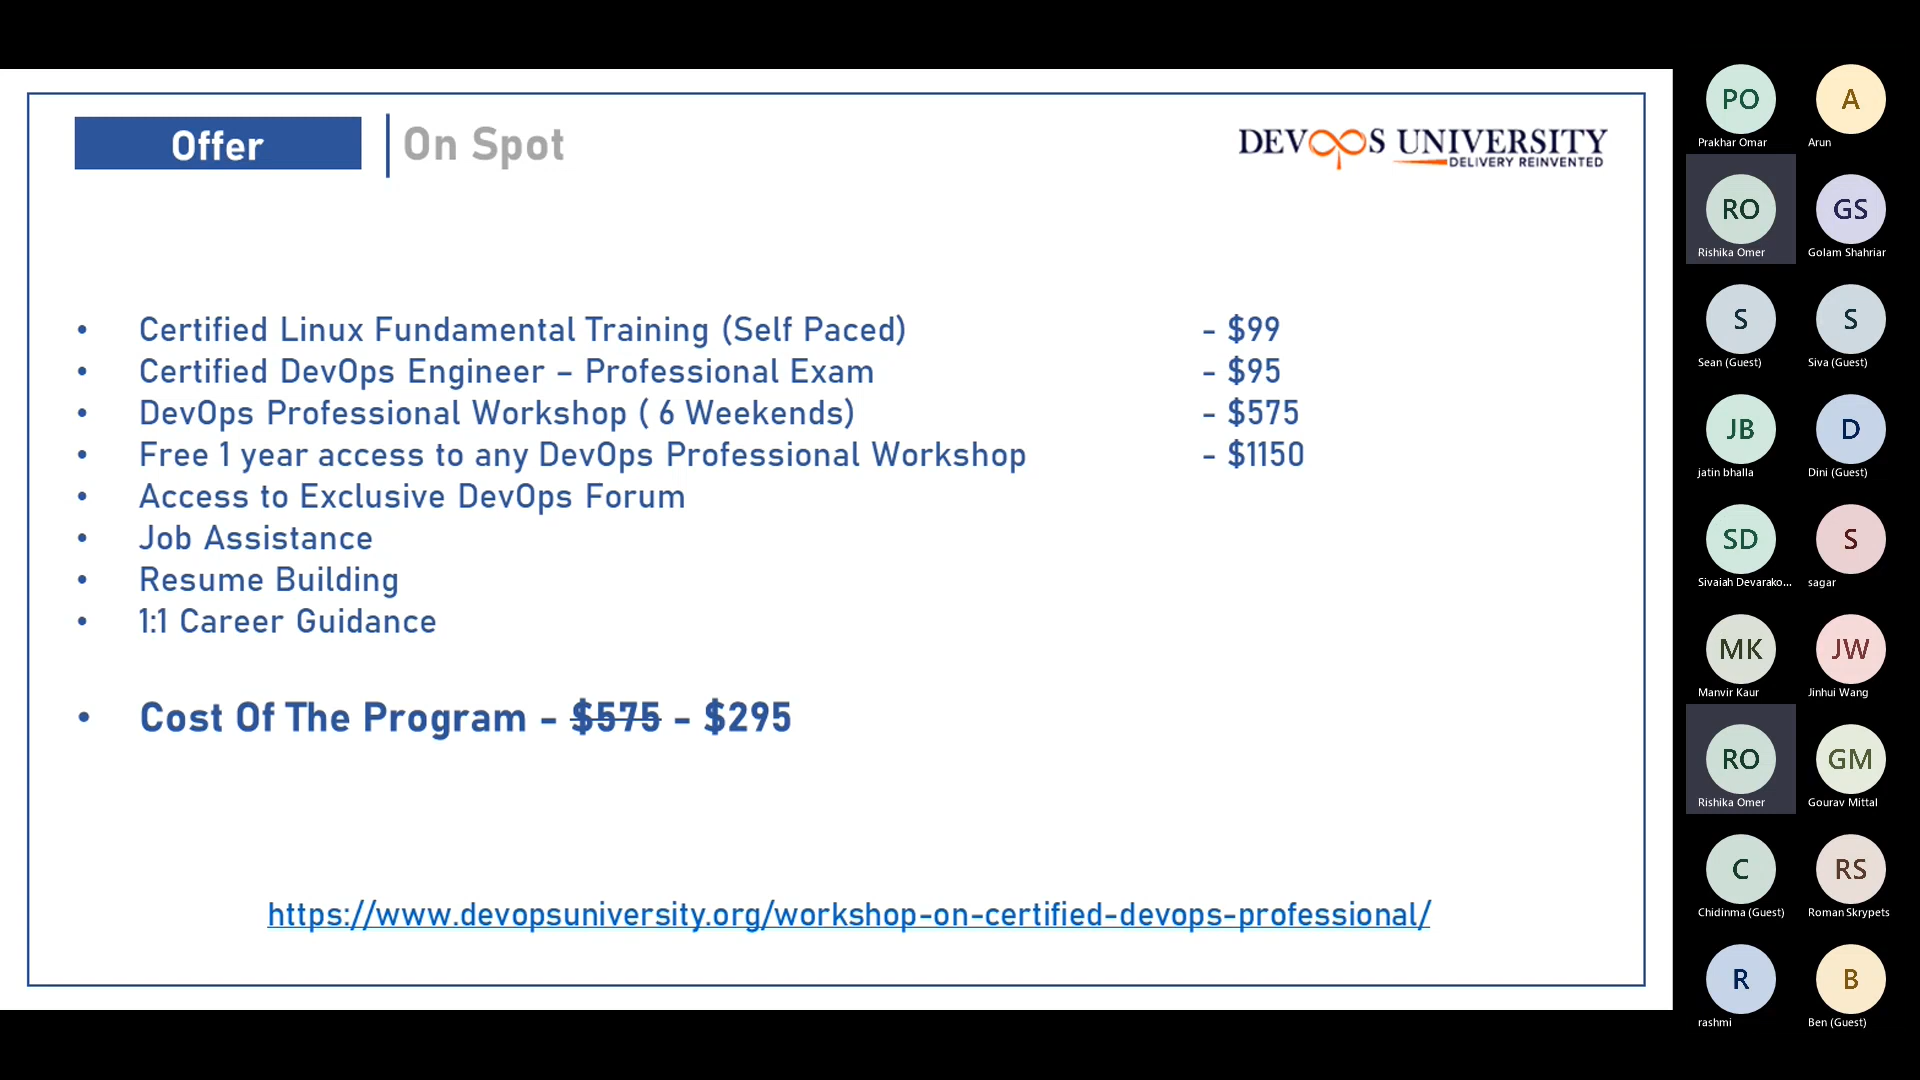 Offer
On Spot
DEVOPS UNIVERSITY
DELIVERY REINVENTED
• Certified Linux Fundamental Training (Self Paced) - $99
• Certified DevOps Engineer – Professional Exam - $95
• DevOps Professional Workshop ( 6 Weekends) - $575
• Free 1 year access to any DevOps Professional Workshop - $1150
• Access to Exclusive DevOps Forum
• Job Assistance
• Resume Building
• 1:1 Career Guidance
• Cost Of The Program - $575 - $295
https://www.devopsuniversity.org/workshop-on-certified-devops-professional/
PO A
Prakhar Omar Arun
RO GS
Rishika Omer Golam Shahriar
S S
Sean (Guest) Siva (Guest)
JB D
jatin bhalla Dini (Guest)
SD S
Sivaiah Devarako... sagar
MK JW
Manvir Kaur Jinhui Wang
RO GM
Rishika Omer Gourav Mittal
C RS
Chidinma (Guest) Roman Skrypets
R B
rashmi Ben (Guest)